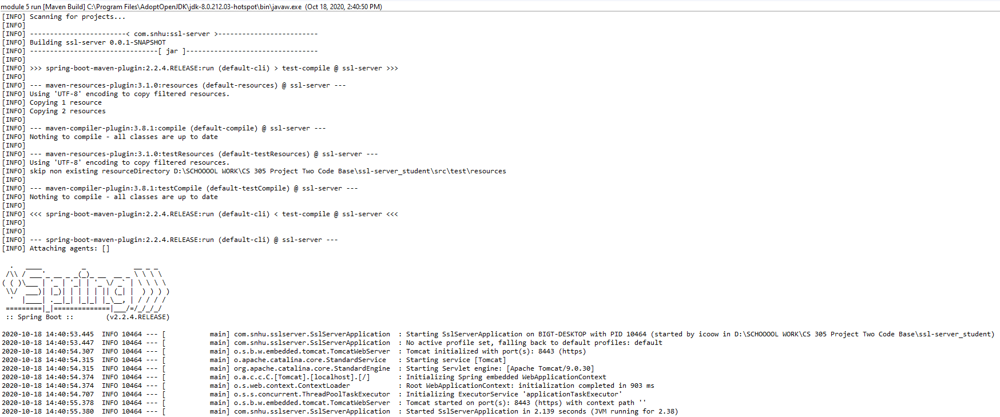 module 5 run [Maven Build] C:\Program Files\AdoptOpenJDK\jdk-8.0.212.03-hotspot\bin\javaw.exe  (Oct 18, 2020, 2:40:50 PM)
[INFO] Scanning for projects...
[INFO]
[INFO] ------------------------< com.snhu:ssl-server >-------------------------
[INFO] Building ssl-server 0.0.1-SNAPSHOT
[INFO] --------------------------------[ jar ]---------------------------------
[INFO]
[INFO] >>> spring-boot-maven-plugin:2.2.4.RELEASE:run (default-cli) > test-compile @ ssl-server >>>
[INFO]
[INFO] --- maven-resources-plugin:3.1.0:resources (default-resources) @ ssl-server ---
[INFO] Using 'UTF-8' encoding to copy filtered resources.
[INFO] Copying 1 resource
[INFO] Copying 2 resources
[INFO]
[INFO] --- maven-compiler-plugin:3.8.1:compile (default-compile) @ ssl-server ---
[INFO] Nothing to compile - all classes are up to date
[INFO]
[INFO] --- maven-resources-plugin:3.1.0:testResources (default-testResources) @ ssl-server ---
[INFO] Using 'UTF-8' encoding to copy filtered resources.
[INFO] skip non existing resourceDirectory D:\SCHOOOOL WORK\CS 305 Project Two Code Base\ssl-server_student\src\test\resources
[INFO]
[INFO] --- maven-compiler-plugin:3.8.1:testCompile (default-testCompile) @ ssl-server ---
[INFO] Nothing to compile - all classes are up to date
[INFO]
[INFO] <<< spring-boot-maven-plugin:2.2.4.RELEASE:run (default-cli) < test-compile @ ssl-server <<<
[INFO]
[INFO]
[INFO] --- spring-boot-maven-plugin:2.2.4.RELEASE:run (default-cli) @ ssl-server ---
[INFO] Attaching agents: []

  .   ____          _            __ _ _
 /\\ / ___'_ __ _ _(_)_ __  __ _ \ \ \ \
( ( )\___ | '_ | '_| | '_ \/ _` | \ \ \ \
 \\/  ___)| |_)| | | | | || (_| |  ) ) ) )
  '  |____| .__|_| |_|_| |_\__, | / / / /
 =========|_|==============|___/=/_/_/_/
 :: Spring Boot ::        (v2.2.4.RELEASE)

2020-10-18 14:40:53.445  INFO 10464 --- [           main] com.snhu.sslserver.SslServerApplication  : Starting SslServerApplication on BIGT-DESKTOP with PID 10464 (started by icoow in D:\SCHOOOOL WORK\CS 305 Project Two Code Base\ssl-server_student)
2020-10-18 14:40:53.447  INFO 10464 --- [           main] com.snhu.sslserver.SslServerApplication  : No active profile set, falling back to default profiles: default
2020-10-18 14:40:54.307  INFO 10464 --- [           main] o.s.b.w.embedded.tomcat.TomcatWebServer  : Tomcat initialized with port(s): 8443 (https)
2020-10-18 14:40:54.315  INFO 10464 --- [           main] o.apache.catalina.core.StandardService   : Starting service [Tomcat]
2020-10-18 14:40:54.315  INFO 10464 --- [           main] org.apache.catalina.core.StandardEngine  : Starting Servlet engine: [Apache Tomcat/9.0.30]
2020-10-18 14:40:54.374  INFO 10464 --- [           main] o.a.c.c.C.[Tomcat].[localhost].[/]       : Initializing Spring embedded WebApplicationContext
2020-10-18 14:40:54.374  INFO 10464 --- [           main] o.s.web.context.ContextLoader            : Root WebApplicationContext: initialization completed in 903 ms
2020-10-18 14:40:54.707  INFO 10464 --- [           main] o.s.s.concurrent.ThreadPoolTaskExecutor  : Initializing ExecutorService 'applicationTaskExecutor'
2020-10-18 14:40:55.378  INFO 10464 --- [           main] o.s.b.w.embedded.tomcat.TomcatWebServer  : Tomcat started on port(s): 8443 (https) with context path ''
2020-10-18 14:40:55.380  INFO 10464 --- [           main] com.snhu.sslserver.SslServerApplication  : Started SslServerApplication in 2.139 seconds (JVM running for 2.38)